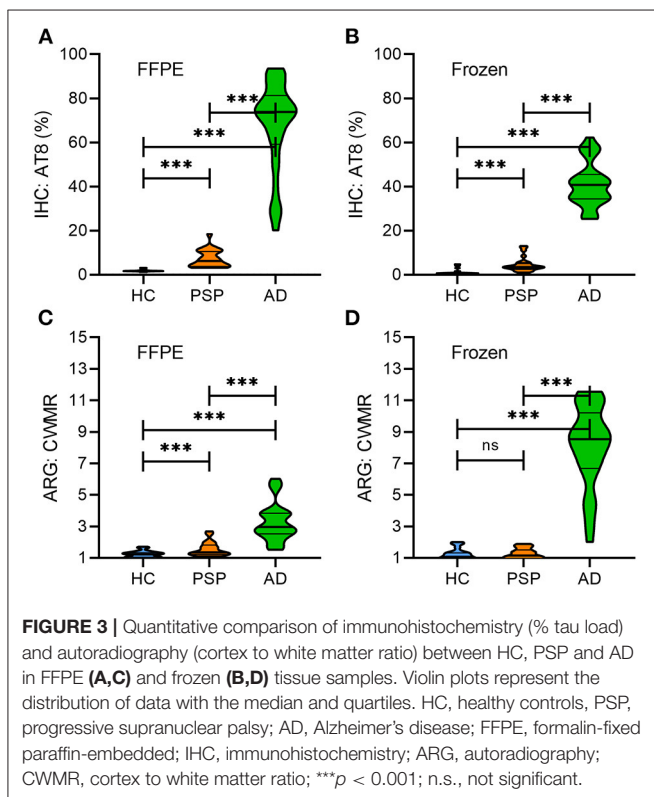 A
FFPE
100
80
60
40
20
0
IHC: AT8 (%)
***
***
***
HC PSP AD
B
Frozen
100
80
60
40
20
0
IHC: AT8 (%)
***
***
***
HC PSP AD
C
FFPE
15
13
11
9
7
5
3
1
ARG: CWMR
***
***
***
HC PSP AD
D
Frozen
15
13
11
9
7
5
3
1
ARG: CWMR
***
***
ns
HC PSP AD
FIGURE 3 | Quantitative comparison of immunohistochemistry (% tau load)
and autoradiography (cortex to white matter ratio) between HC, PSP and AD
in FFPE (A,C) and frozen (B,D) tissue samples. Violin plots represent the
distribution of data with the median and quartiles. HC, healthy controls, PSP,
progressive supranuclear palsy; AD, Alzheimer's disease; FFPE, formalin-fixed
paraffin-embedded; IHC, immunohistochemistry; ARG, autoradiography;
CWMR, cortex to white matter ratio; ***p < 0.001; n.s., not significant.